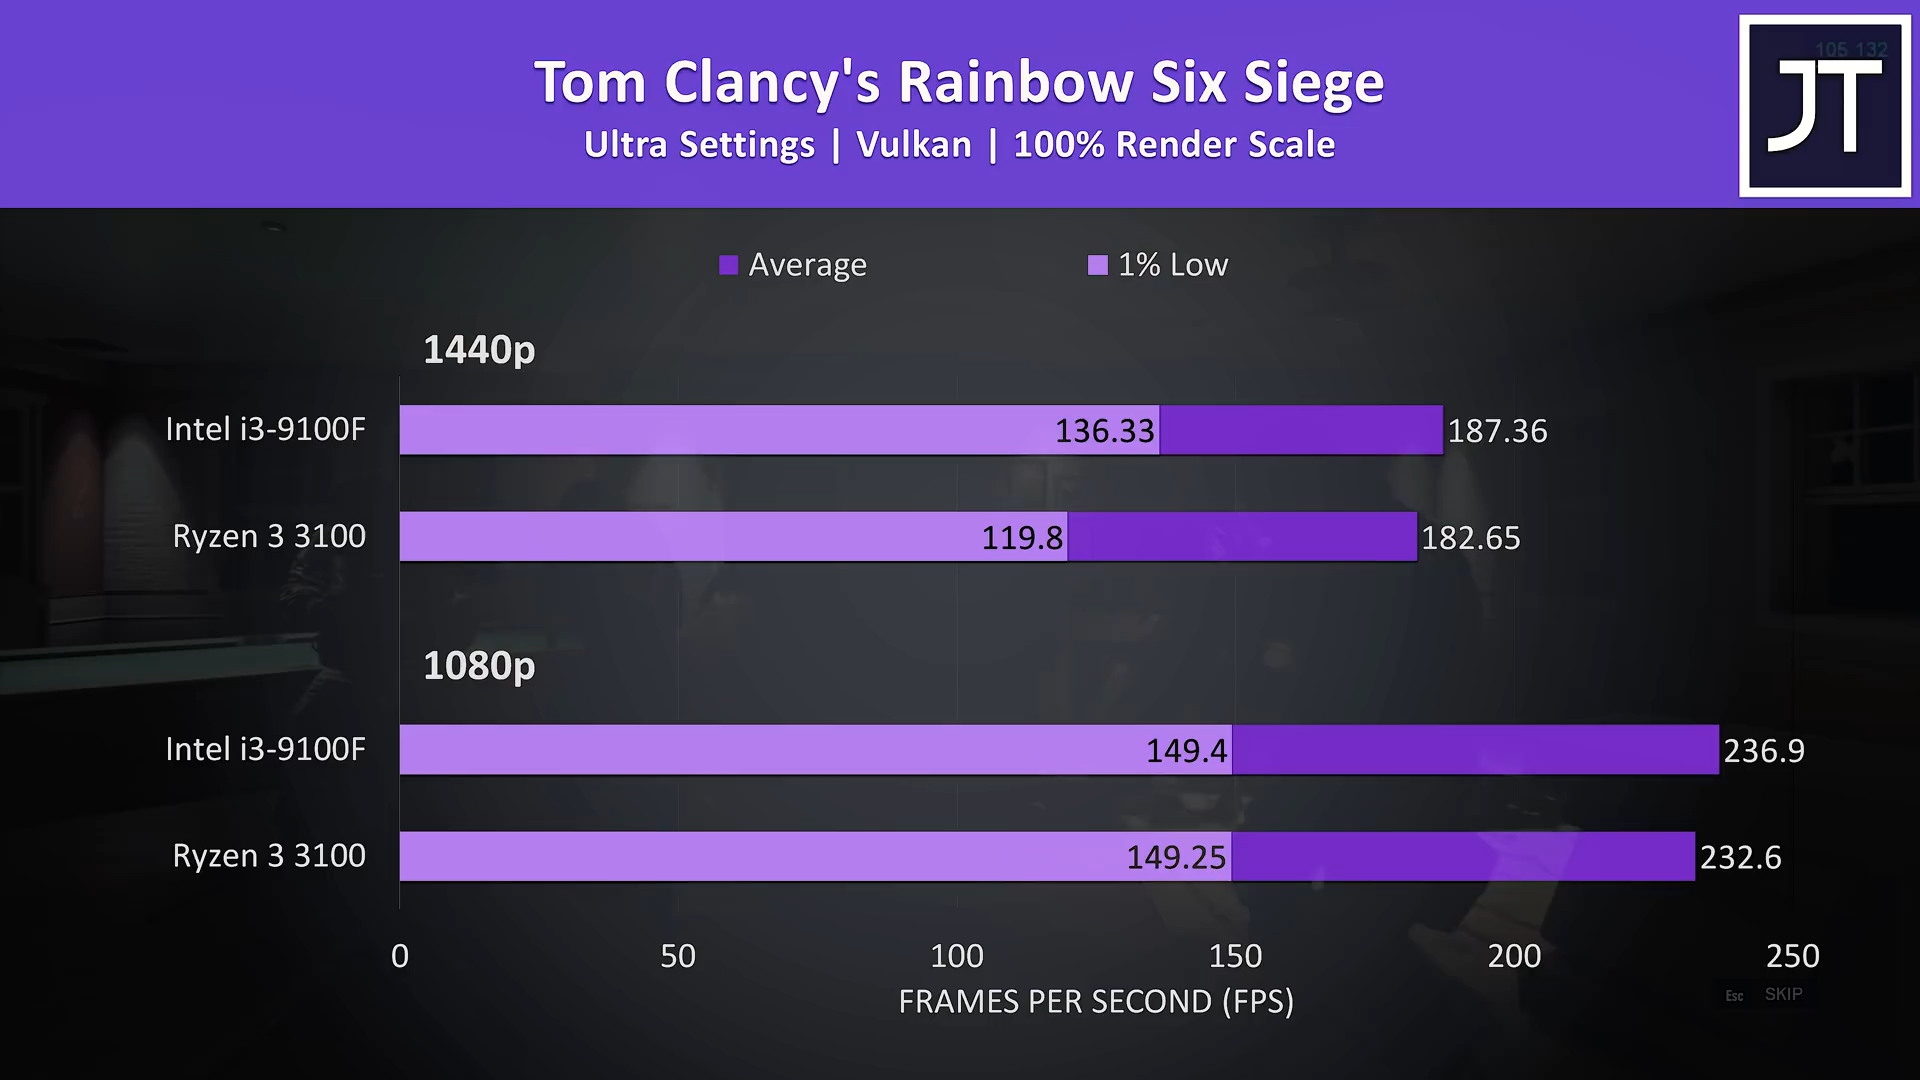 Tom Clancy's Rainbow Six Siege
Ultra Settings | Vulkan | 100% Render Scale
105 132
JT
Average 1% Low
1440p
Intel i3-9100F 136.33 187.36
Ryzen 3 3100 119.8 182.65
1080p
Intel i3-9100F 149.4 236.9
Ryzen 3 3100 149.25 232.6
0 50 100 150 200 250
FRAMES PER SECOND (FPS)
Esc SKIP